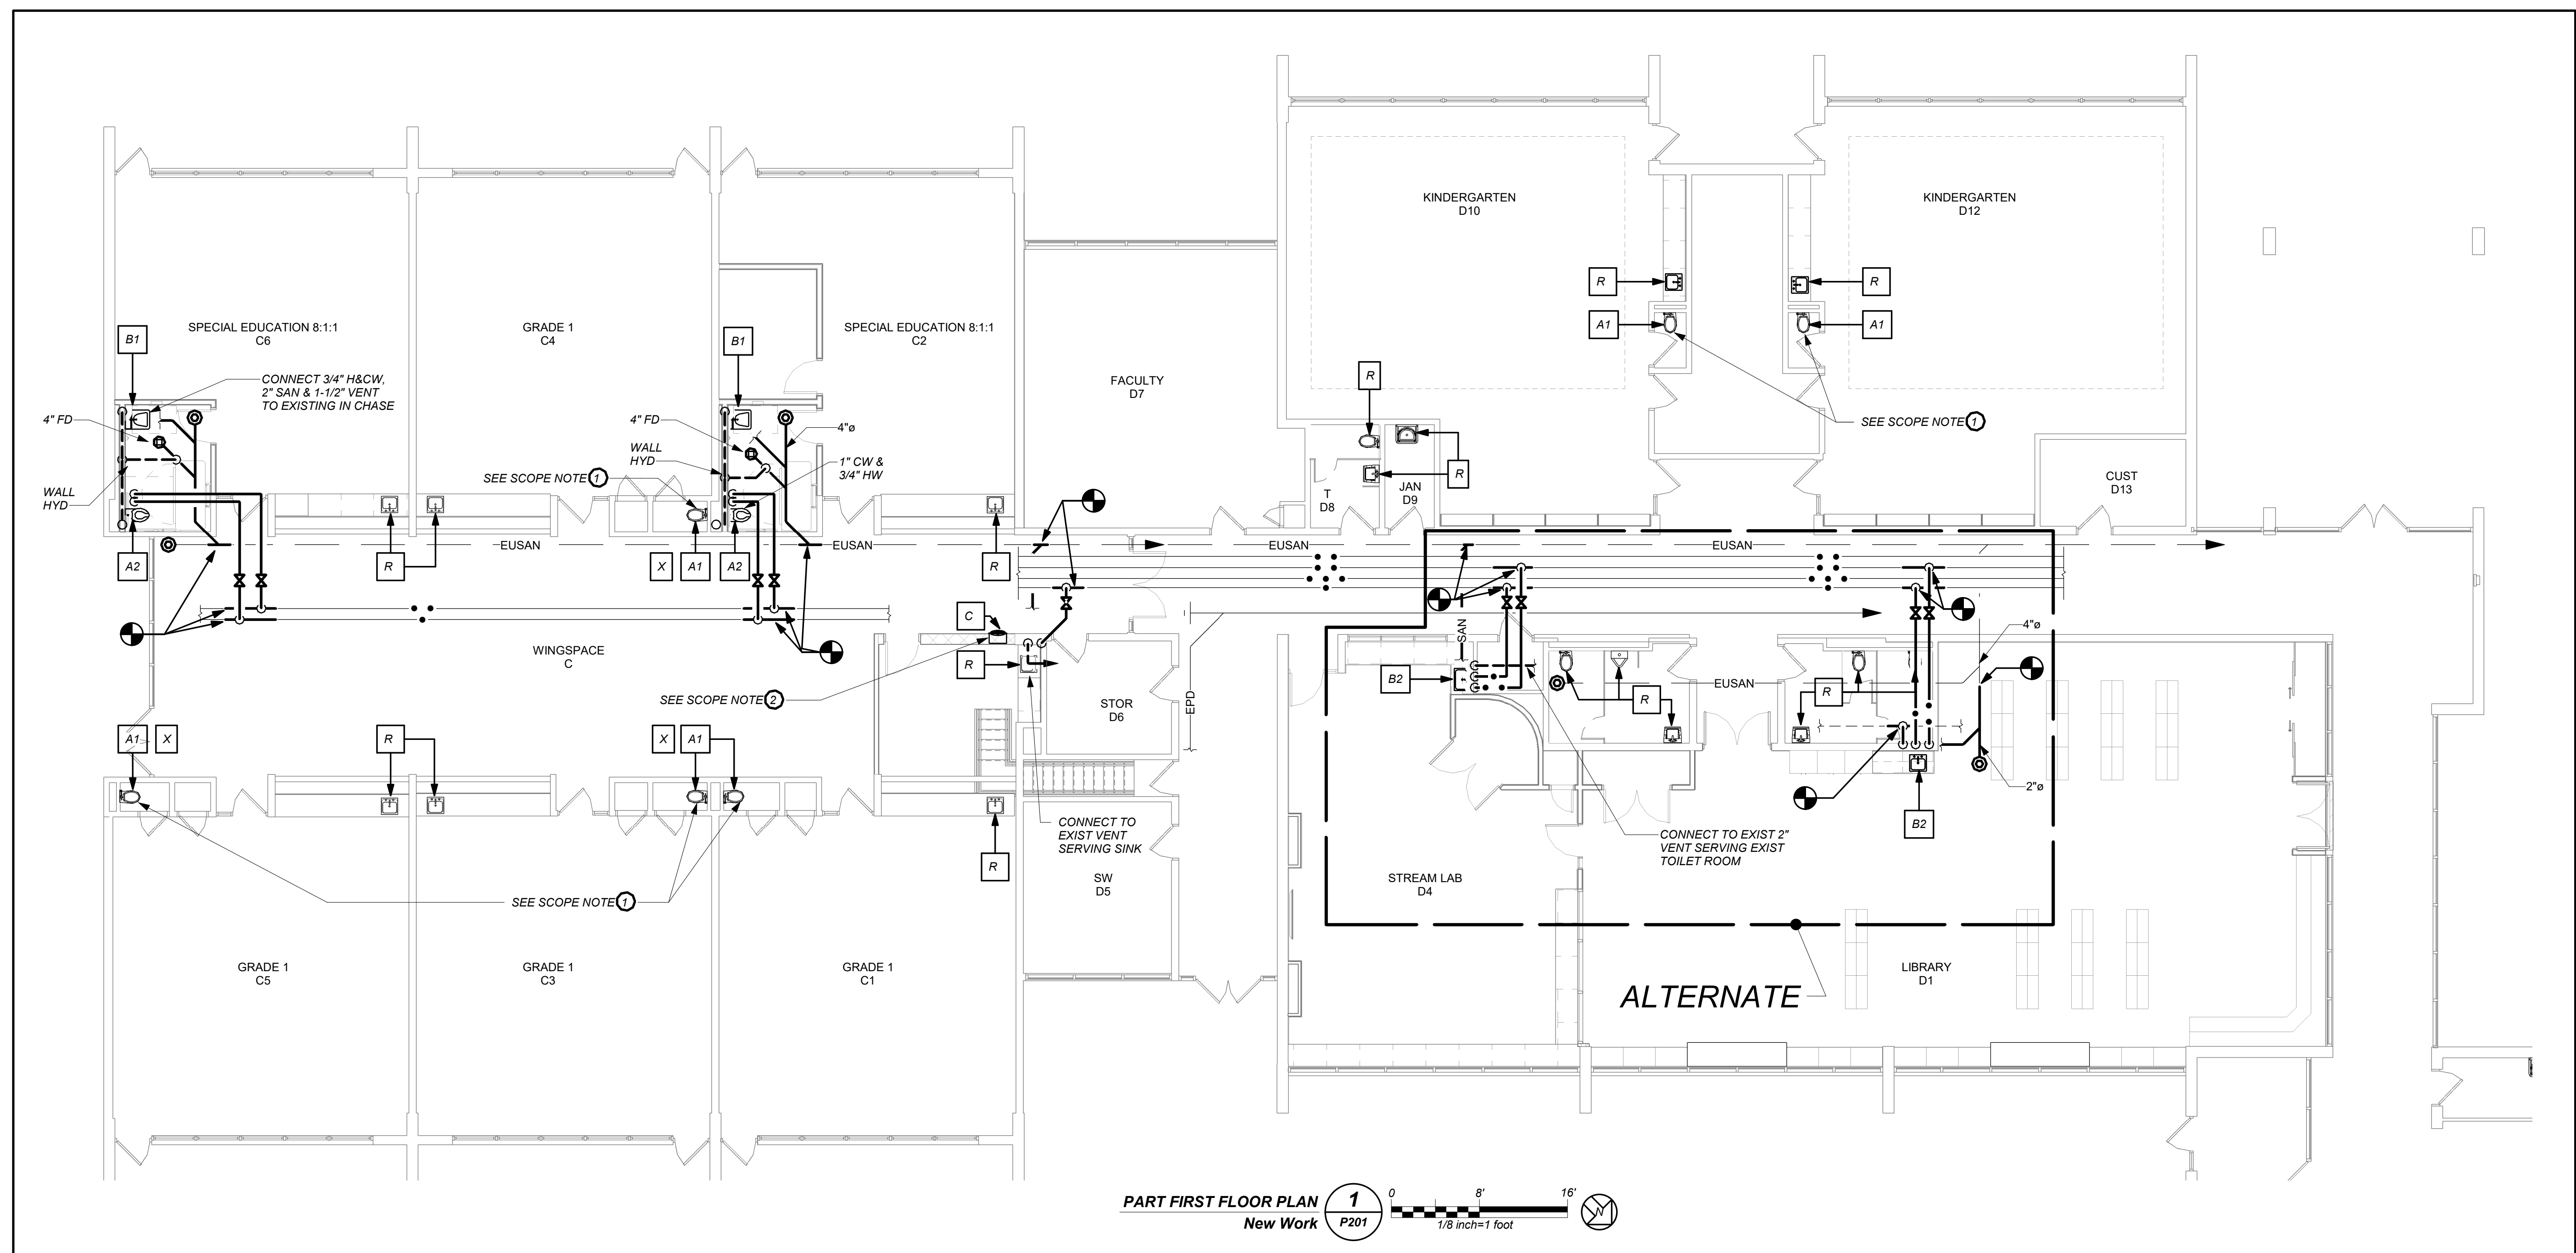 KINDERGARTEN
D10
KINDERGARTEN
D12
R
R
A1
A1
SPECIAL EDUCATION 8:1:1
C6
GRADE 1
C4
SPECIAL EDUCATION 8:1:1
C2
B1
B1
CONNECT 3/4" H&CW,
2" SAN & 1-1/2" VENT
TO EXISTING IN CHASE
FACULTY
D7
R
4" FD
4" FD
4"ø
WALL
HYD
1" CW &
3/4" HW
SEE SCOPE NOTE 1
SEE SCOPE NOTE 1
WALL
HYD
R
T
D8
JAN
D9
CUST
D13
EUSAN
EUSAN
EUSAN
EUSAN
A2
R
X
A1
A2
R
C
R
WINGSPACE
C
SEE SCOPE NOTE 2
STOR
D6
EPD
SAN
B2
R
EUSAN
R
4"ø
2"ø
A1
X
R
X
A1
R
CONNECT TO
EXIST VENT
SERVING SINK
B2
CONNECT TO EXIST 2"
VENT SERVING EXIST
TOILET ROOM
SEE SCOPE NOTE 1
SW
D5
STREAM LAB
D4
GRADE 1
C5
GRADE 1
C3
GRADE 1
C1
LIBRARY
D1
ALTERNATE
PART FIRST FLOOR PLAN
New Work
1
P201
0
8'
16'
1/8 inch=1 foot
N